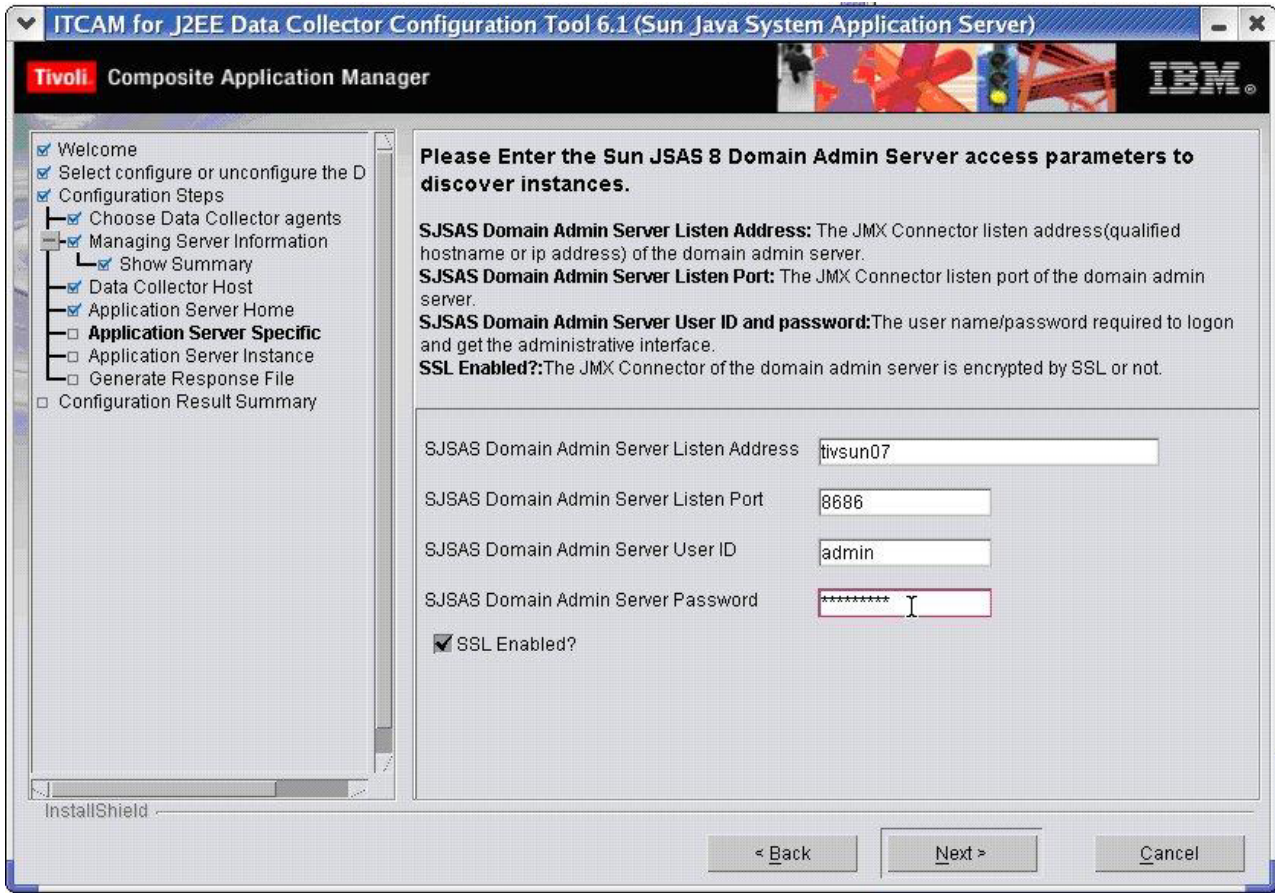 ITCAM for J2EE Data Collector Configuration Tool 6.1 (Sun Java System Application Server)
Tivoli. Composite Application Manager
IBM®
Welcome
Select configure or unconfigure the D
Configuration Steps
Choose Data Collector agents
Managing Server Information
Show Summary
Data Collector Host
Application Server Home
Application Server Specific
Application Server Instance
Generate Response File
Configuration Result Summary
Please Enter the Sun JSAS 8 Domain Admin Server access parameters to
discover instances.
SJSAS Domain Admin Server Listen Address: The JMX Connector listen address(qualified
hostname or ip address) of the domain admin server.
SJSAS Domain Admin Server Listen Port: The JMX Connector listen port of the domain admin
server.
SJSAS Domain Admin Server User ID and password:The user name/password required to logon
and get the administrative interface.
SSL Enabled?:The JMX Connector of the domain admin server is encrypted by SSL or not.
SJSAS Domain Admin Server Listen Address tivsun07
SJSAS Domain Admin Server Listen Port 8686
SJSAS Domain Admin Server User ID admin
SJSAS Domain Admin Server Password *********
SSL Enabled?
InstallShield
< Back Next > Cancel